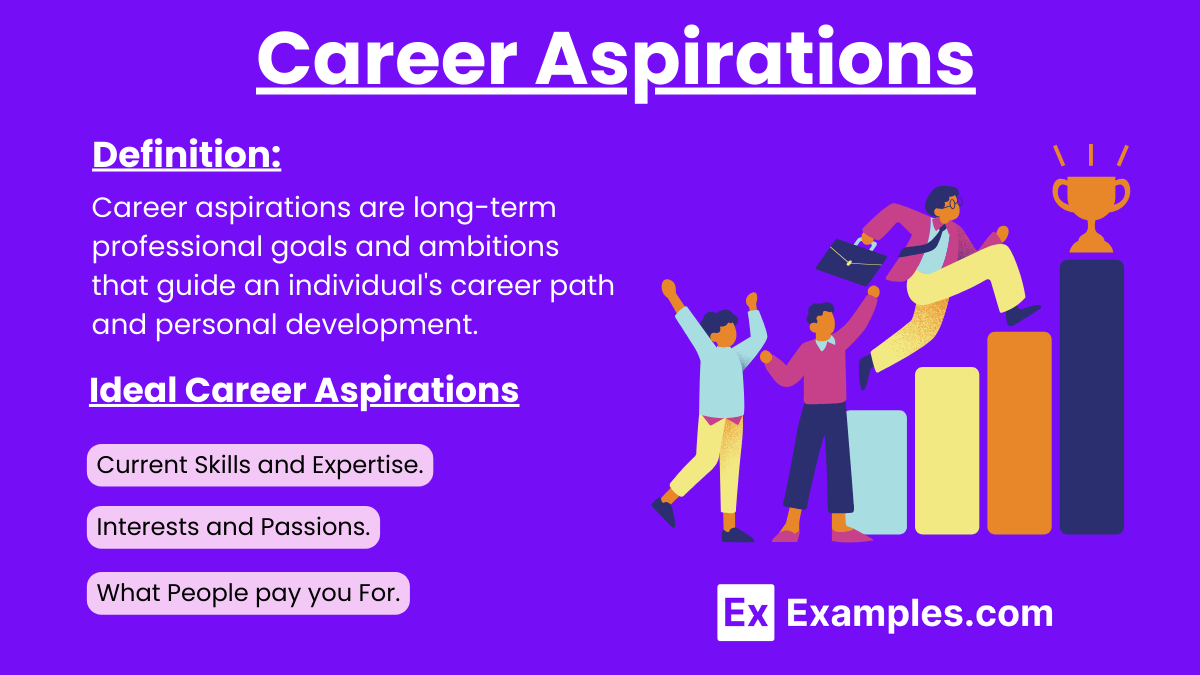 Career Aspirations
Definition:
Career aspirations are long-term
professional goals and ambitions
that guide an individual's career path
and personal development.
Ideal Career Aspirations
Current Skills and Expertise.
Interests and Passions.
What People pay you For.
Ex Examples.com